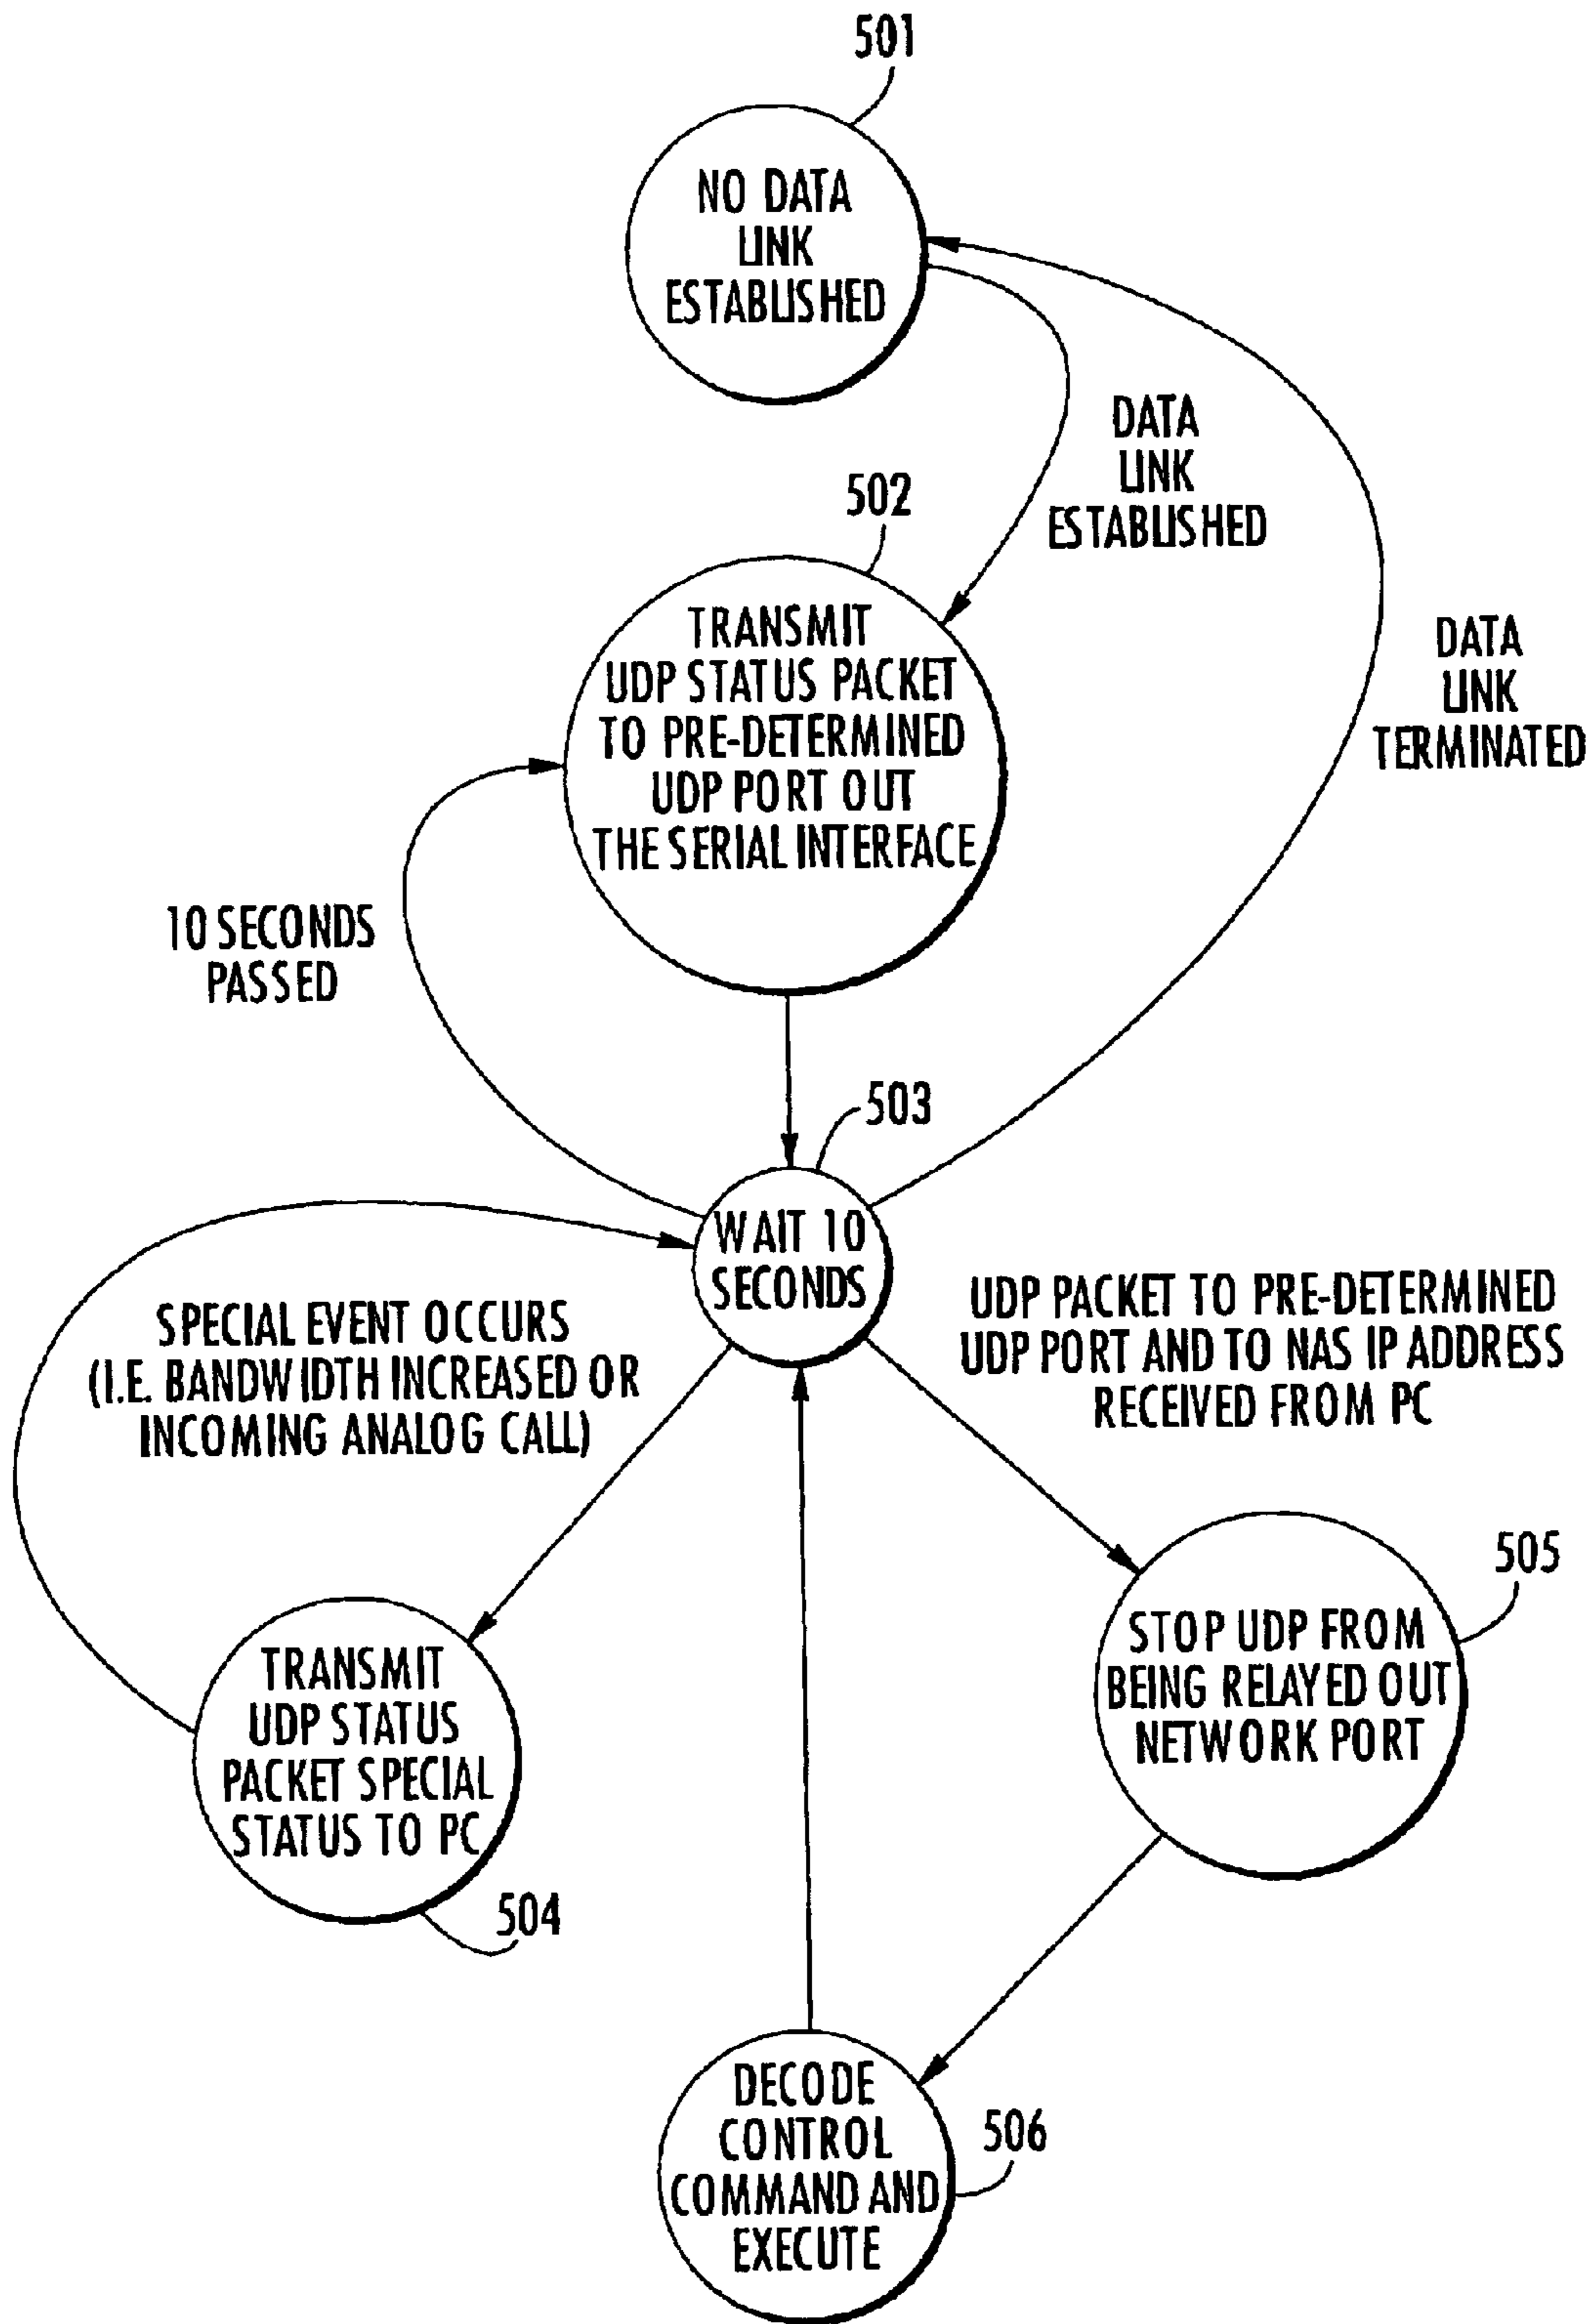 501
NO DATA
LINK
ESTABLISHED
DATA
LINK
ESTABLISHED
502
TRANSMIT
UDP STATUS PACKET
TO PRE-DETERMINED
UDP PORT OUT
THE SERIAL INTERFACE
DATA
LINK
TERMINATED
10 SECONDS
PASSED
503
WAIT 10
SECONDS
SPECIAL EVENT OCCURS
(I.E. BANDWIDTH INCREASED OR
INCOMING ANALOG CALL)
UDP PACKET TO PRE-DETERMINED
UDP PORT AND TO NAS IP ADDRESS
RECEIVED FROM PC
505
STOP UDP FROM
BEING RELAYED OUT
NETWORK PORT
TRANSMIT
UDP STATUS
PACKET SPECIAL
STATUS TO PC
504
DECODE
CONTROL
COMMAND AND
EXECUTE
506